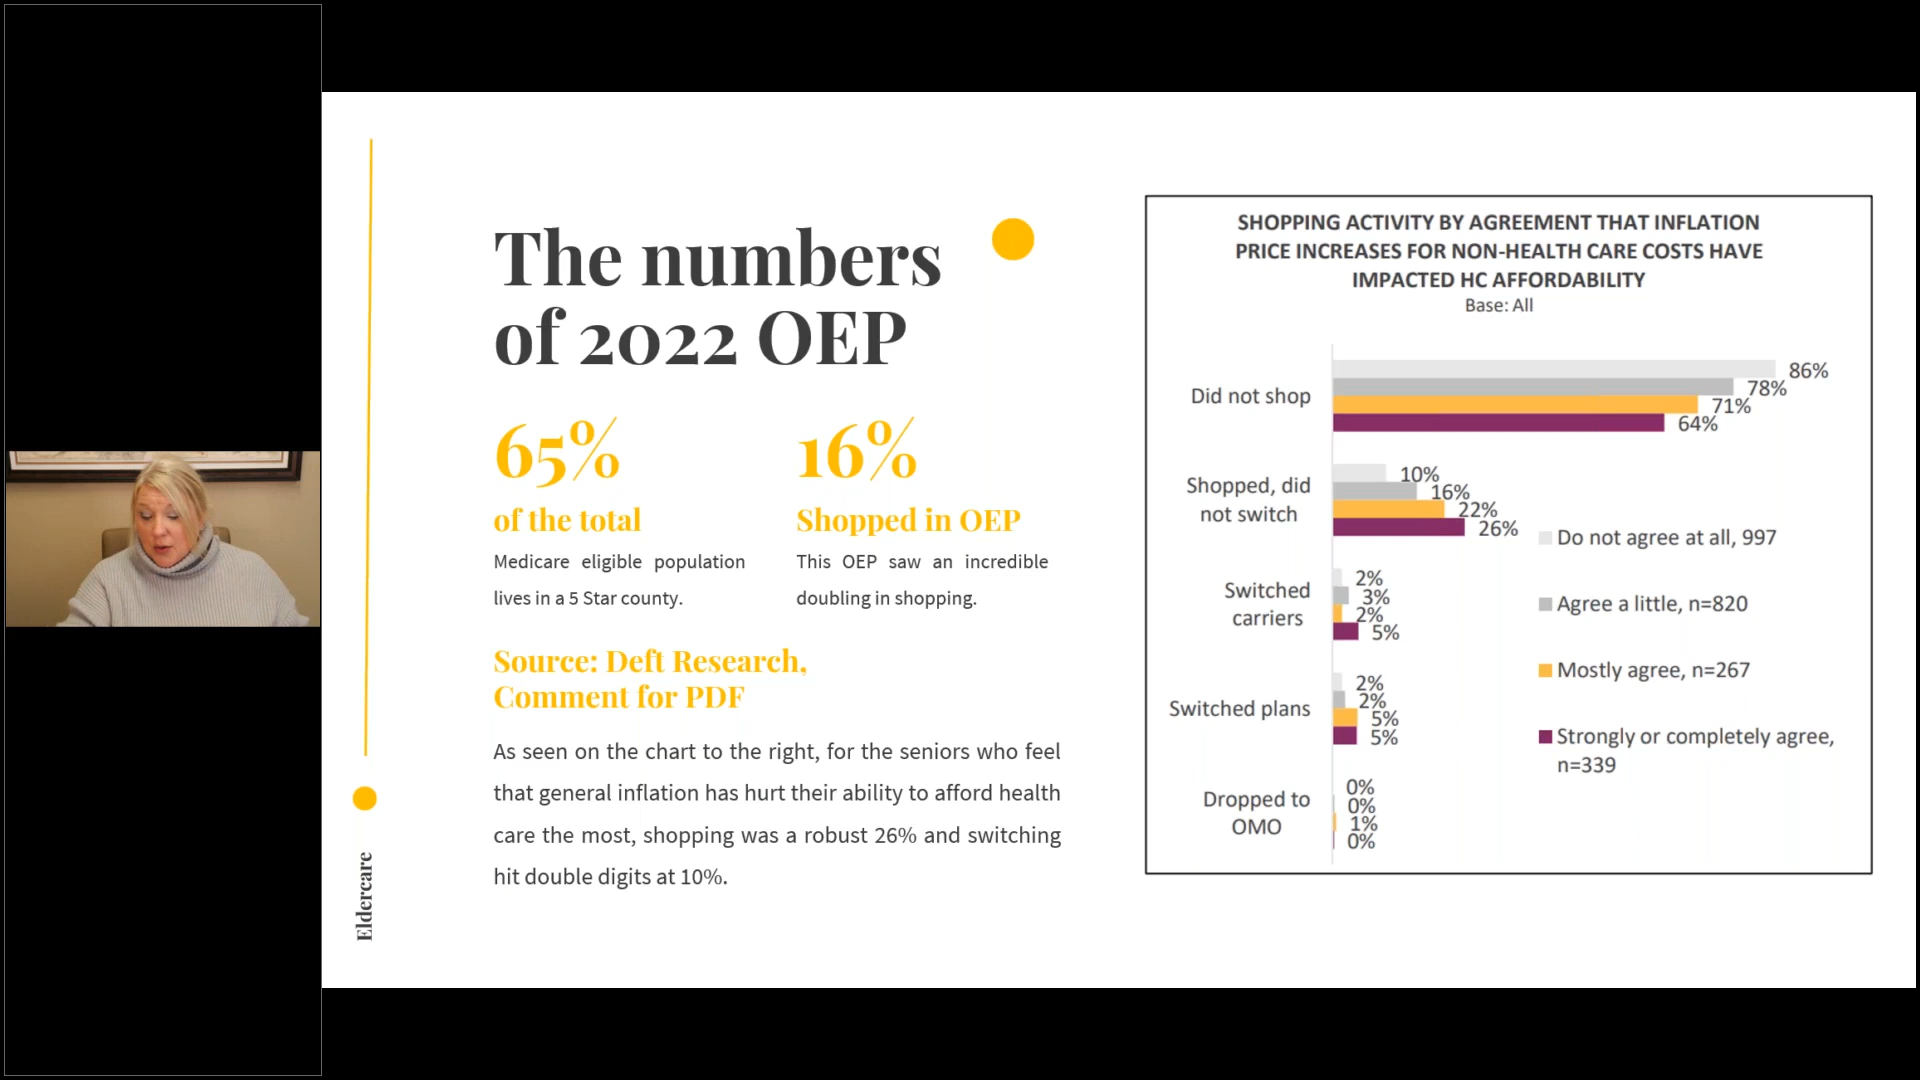 The numbers
of 2022 OEP
65%
of the total
Medicare eligible population
lives in a 5 Star county.
16%
Shopped in OEP
This OEP saw an incredible
doubling in shopping.
Source: Deft Research,
Comment for PDF
As seen on the chart to the right, for the seniors who feel
that general inflation has hurt their ability to afford health
care the most, shopping was a robust 26% and switching
hit double digits at 10%.
Eldercare
SHOPPING ACTIVITY BY AGREEMENT THAT INFLATION
PRICE INCREASES FOR NON-HEALTH CARE COSTS HAVE
IMPACTED HC AFFORDABILITY
Base: All
Did not shop
86%
78%
71%
64%
Shopped, did
not switch
10%
16%
22%
26%
Switched
carriers
2%
3%
2%
5%
Switched plans
2%
2%
5%
5%
Dropped to
OMO
0%
0%
1%
0%
Do not agree at all, 997
Agree a little, n=820
Mostly agree, n=267
Strongly or completely agree,
n=339